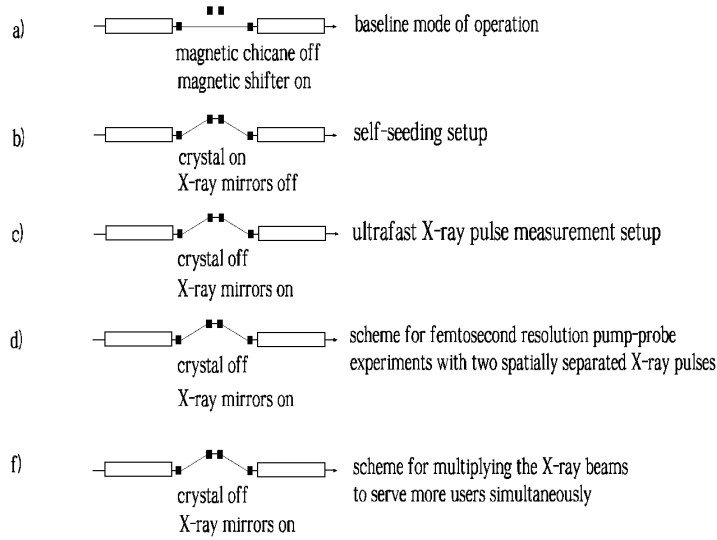 a)
baseline mode of operation
magnetic chicane off
magnetic shifter on
b)
self-seeding setup
crystal on
X-ray mirrors off
c)
ultrafast X-ray pulse measurement setup
crystal off
X-ray mirrors on
d)
scheme for femtosecond resolution pump-probe
experiments with two spatially separated X-ray pulses
crystal off
X-ray mirrors on
f)
scheme for multiplying the X-ray beams
to serve more users simultaneously
crystal off
X-ray mirrors on